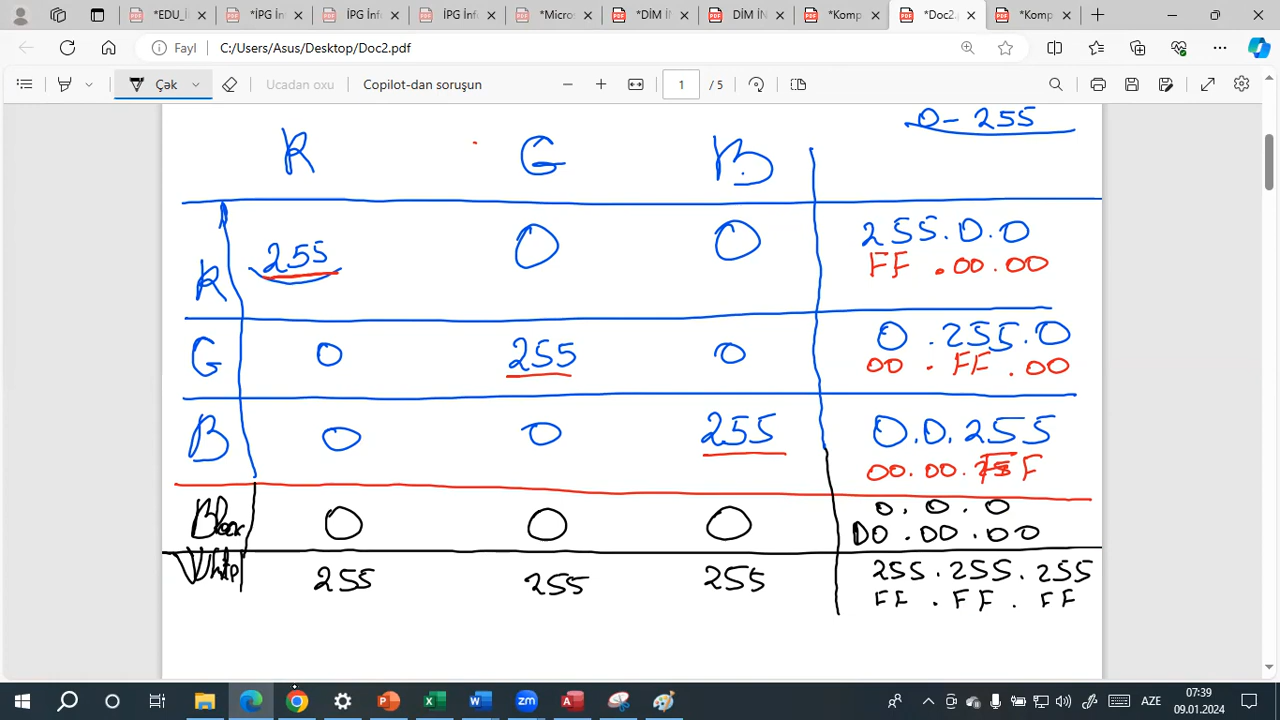 *EDU_İ
*İPG İnf
İPG İnfo
İPG İnf
*Micros
*DİM İN
DİM İN
*Komp
*Doc2.
*Komp
Fayl
C:/Users/Asus/Desktop/Doc2.pdf
Çək
Ucadan oxu
Copilot-dan soruşun
1
/ 5
0 - 255
R G B
R 255 0 0 255.0.0
FF .00.00
G 0 255 0 0 .255.0
00 . FF .00
B 0 0 255 0.0.255
00.00.FF
0 0 0 0. 0. 0
00 .00 .00
White 255 255 255 255 .255. 255
FF . FF . FF
AZE
07:39
09.01.2024